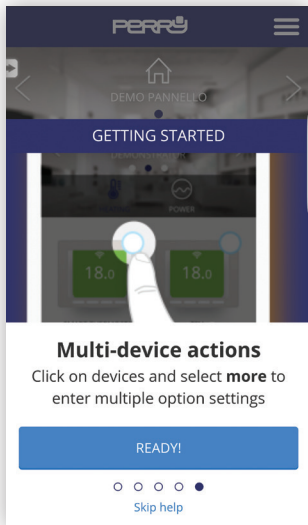 PERRY
DEMO PANNELLO
GETTING STARTED
POWER
18.0
18.0
Multi-device actions
Click on devices and select more to
enter multiple option settings
READY!
Skip help